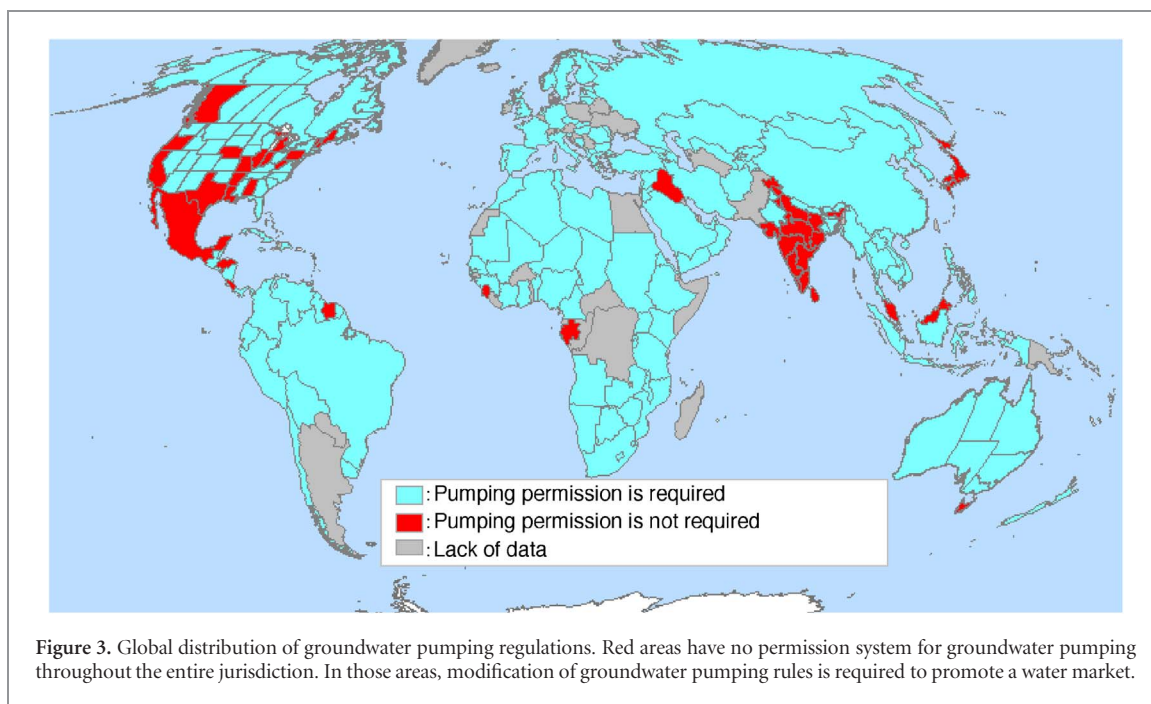 : Pumping permission is required
: Pumping permission is not required
: Lack of data
Figure 3. Global distribution of groundwater pumping regulations. Red areas have no permission system for groundwater pumping
throughout the entire jurisdiction. In those areas, modification of groundwater pumping rules is required to promote a water market.